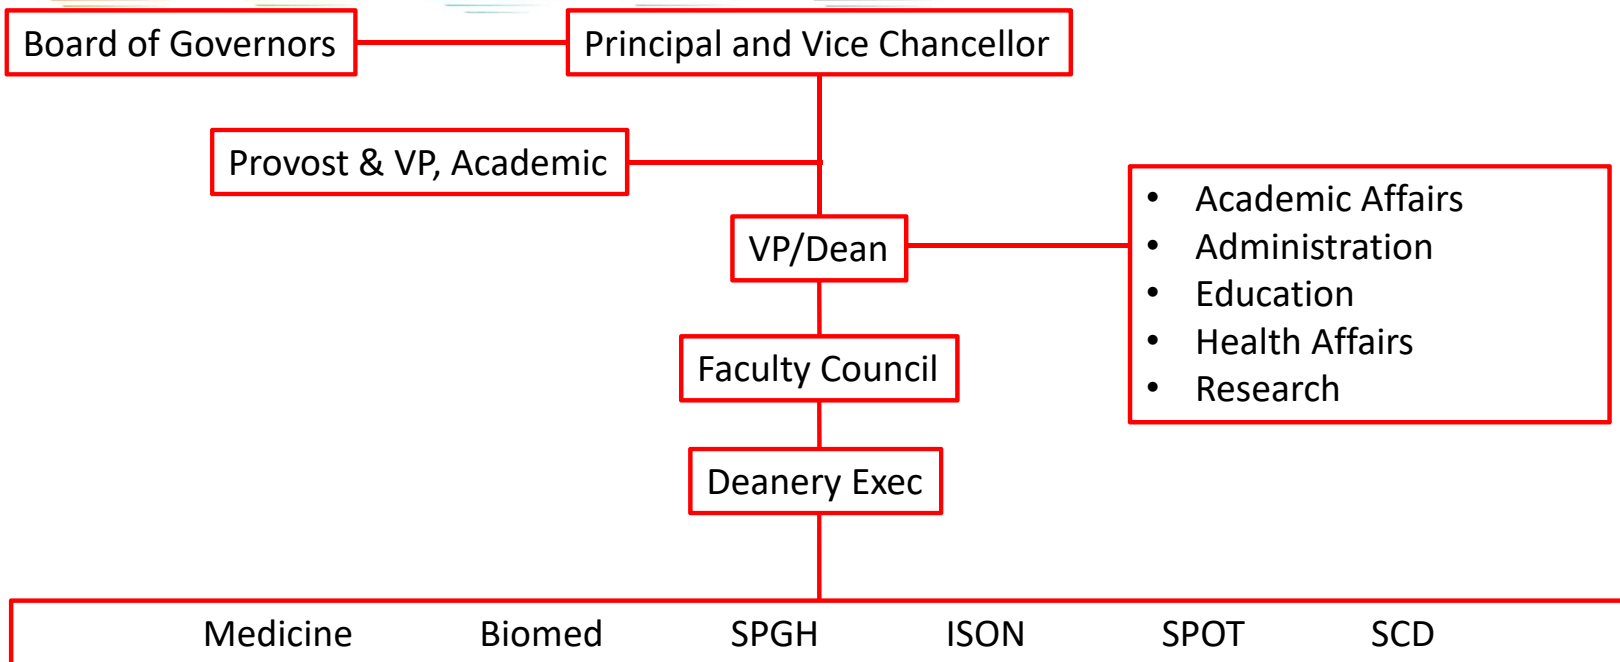 Board of Governors
Principal and Vice Chancellor
Provost & VP, Academic
VP/Dean
• Academic Affairs
• Administration
• Education
• Health Affairs
• Research
Faculty Council
Deanery Exec
Medicine Biomed SPGH ISON SPOT SCD